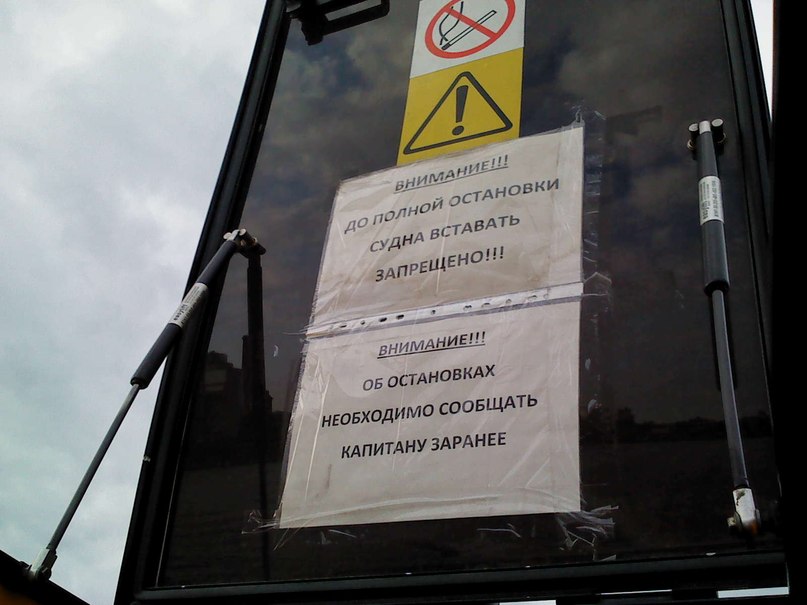 ВНИМАНИЕ!!!
ДО ПОЛНОЙ ОСТАНОВКИ
СУДНА ВСТАВАТЬ
ЗАПРЕЩЕНО!!!
ВНИМАНИЕ!!!
ОБ ОСТАНОВКАХ
НЕОБХОДИМО СООБЩАТЬ
КАПИТАНУ ЗАРАНЕЕ